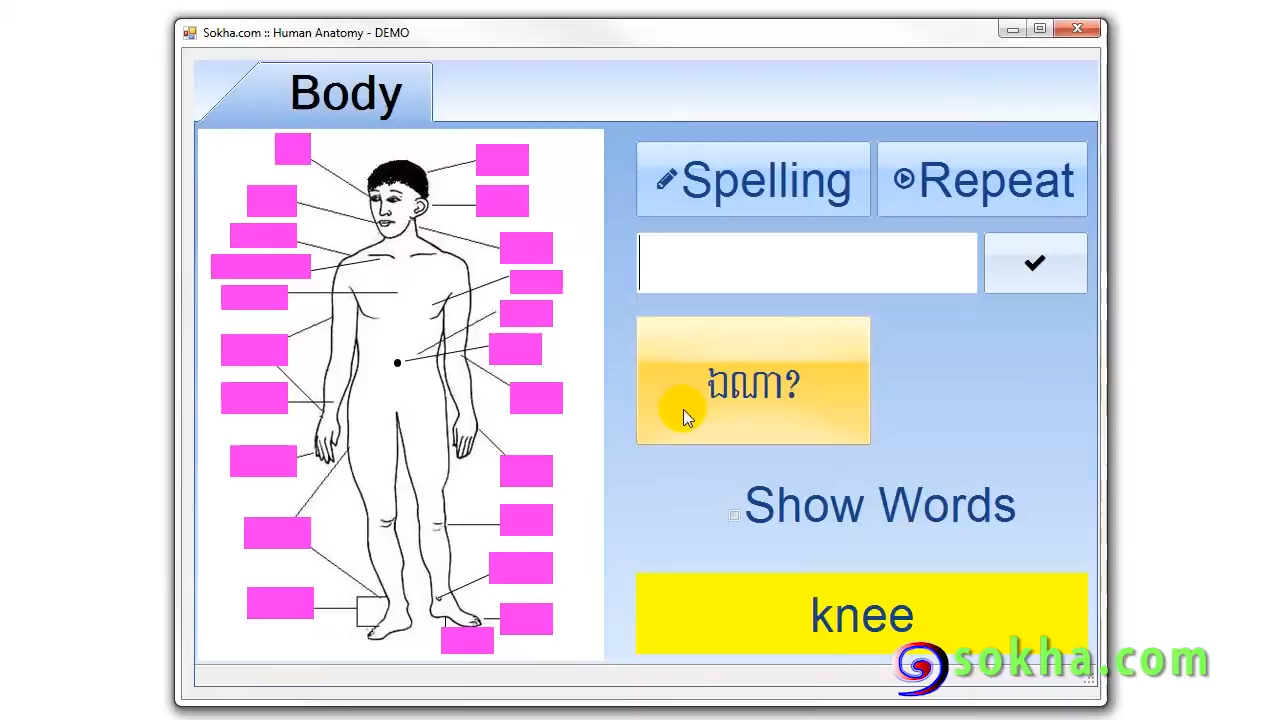 Sokha.com :: Human Anatomy - DEMO
Body
Spelling
Repeat
ឯណា?
Show Words
knee
sokha.com